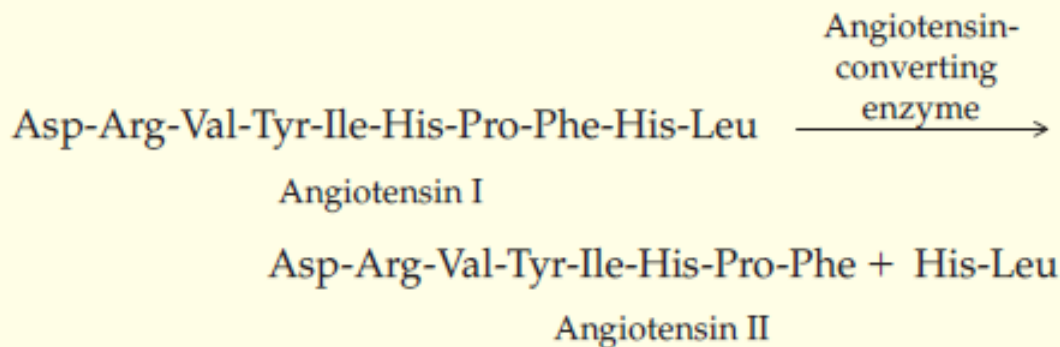 Angiotensin-
converting
enzyme
Asp-Arg-Val-Tyr-Ile-His-Pro-Phe-His-Leu
Angiotensin I
Asp-Arg-Val-Tyr-Ile-His-Pro-Phe + His-Leu
Angiotensin II